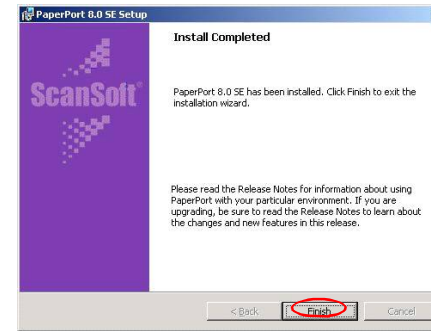 PaperPort 8.0 SE Setup
Install Completed
ScanSoft®
PaperPort 8.0 SE has been installed. Click Finish to exit the
installation wizard.
Please read the Release Notes for information about using
PaperPort with your particular environment. If you are
upgrading, be sure to read the Release Notes to learn about
the changes and new features in this release.
< Back Finish Cancel